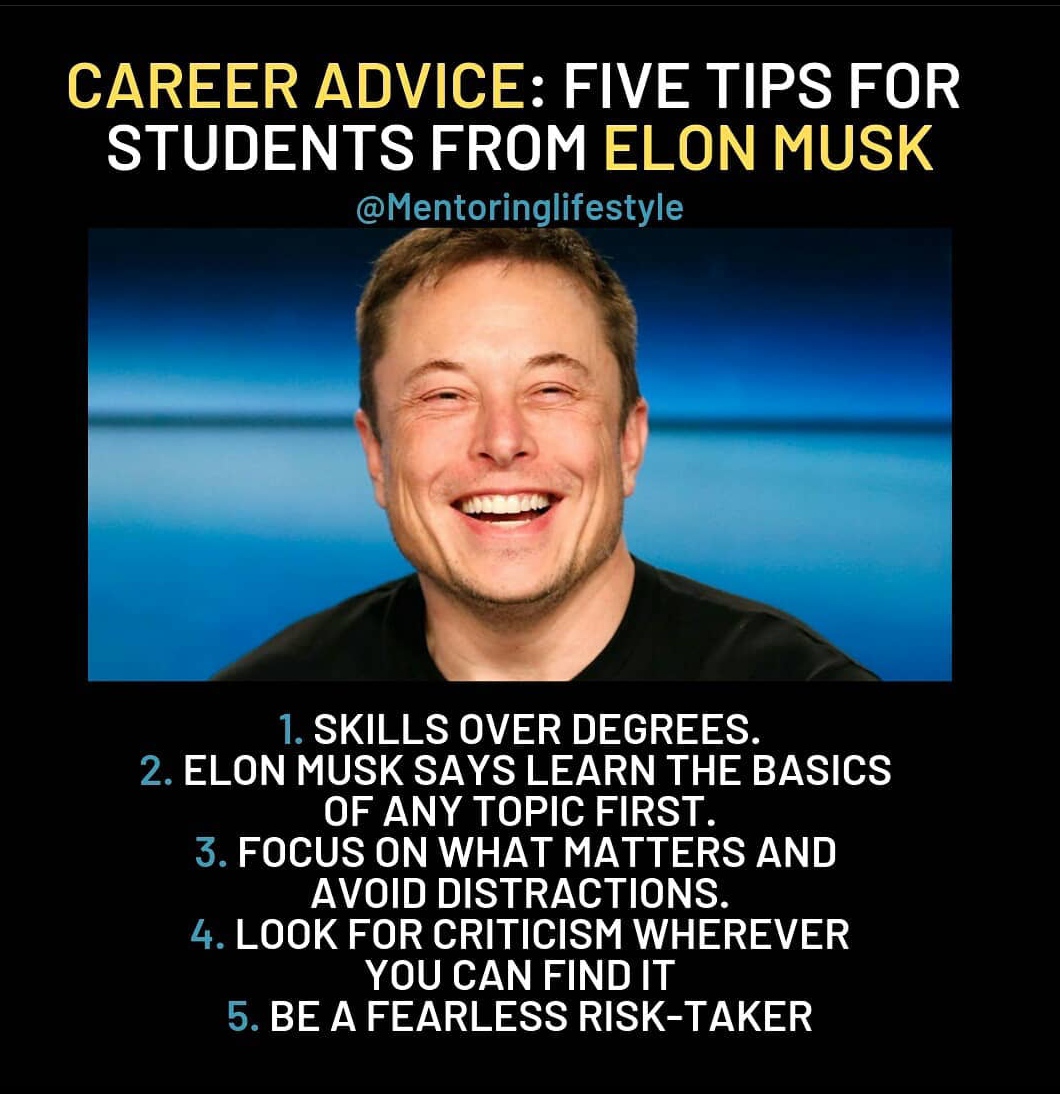 CAREER ADVICE: FIVE TIPS FOR
STUDENTS FROM ELON MUSK
@Mentoringlifestyle
1. SKILLS OVER DEGREES.
2. ELON MUSK SAYS LEARN THE BASICS
OF ANY TOPIC FIRST.
3. FOCUS ON WHAT MATTERS AND
AVOID DISTRACTIONS.
4. LOOK FOR CRITICISM WHEREVER
YOU CAN FIND IT
5. BE A FEARLESS RISK-TAKER